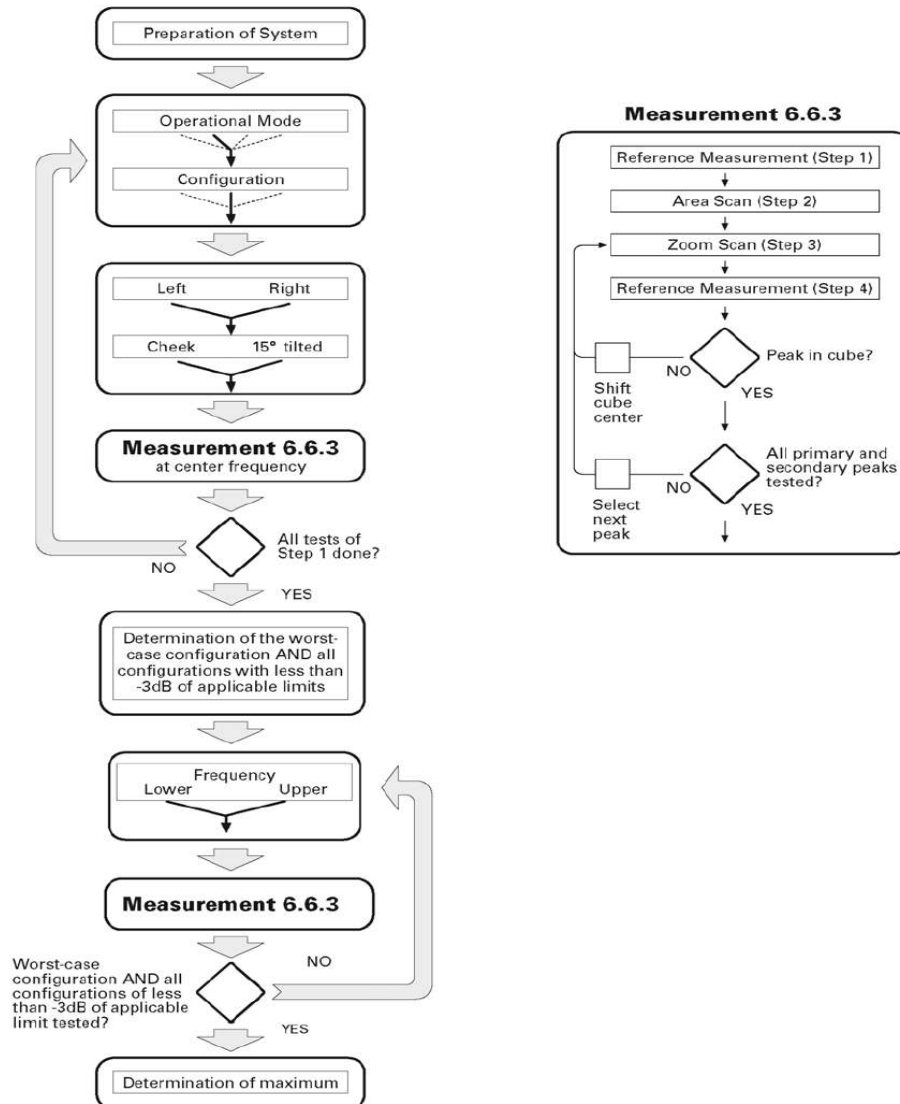 Preparation of System
Operational Mode
Configuration
Left Right
Cheek 15° tilted
Measurement 6.6.3
at center frequency
All tests of
Step 1 done?
NO
YES
Determination of the worst-
case configuration AND all
configurations with less than
-3dB of applicable limits
Frequency
Lower Upper
Measurement 6.6.3
Worst-case
configuration AND all
configurations of less
than -3dB of applicable
limit tested?
NO
YES
Determination of maximum
Measurement 6.6.3
Reference Measurement (Step 1)
Area Scan (Step 2)
Zoom Scan (Step 3)
Reference Measurement (Step 4)
Peak in cube?
NO
YES
Shift
cube
center
All primary and
secondary peaks
tested?
NO
YES
Select
next
peak